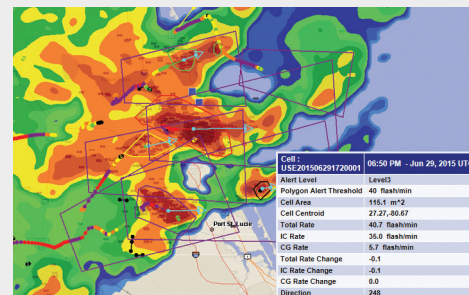 Port St. Lucie
Cell :
USE201506291720001
06:50 PM - Jun 29, 2015 UTC
Alert Level Level3
Polygon Alert Threshold 40 flash/min
Cell Area 115.1 m^2
Cell Centroid 27.27,-80.67
Total Rate 40.7 flash/min
IC Rate 35.0 flash/min
CG Rate 5.7 flash/min
Total Rate Change -0.1
IC Rate Change -0.1
CG Rate Change 0.0
Direction 248